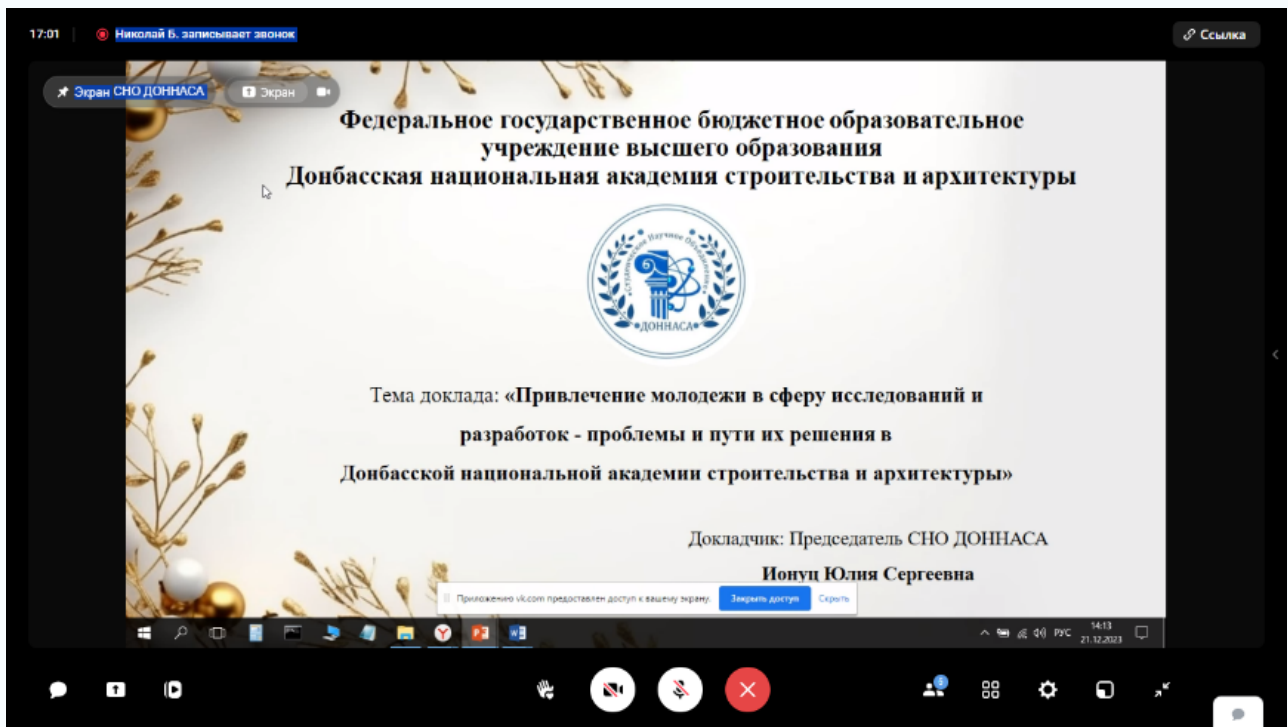 17:01
Николай Б. записывает звонок
Ссылка
Экран СНО ДОННАСА
Экран
Федеральное государственное бюджетное образовательное
учреждение высшего образования
Донбасская национальная академия строительства и архитектуры
Студенческое Научное Объединение
ДОННАСА
Тема доклада: «Привлечение молодежи в сферу исследований и
разработок - проблемы и пути их решения в
Донбасской национальной академии строительства и архитектуры»
Докладчик: Председатель СНО ДОННАСА
Ионуц Юлия Сергеевна
Приложению vk.com предоставлен доступ к вашему экрану.
Закрыть доступ
Скрыть
РУС
14:13
21.12.2023